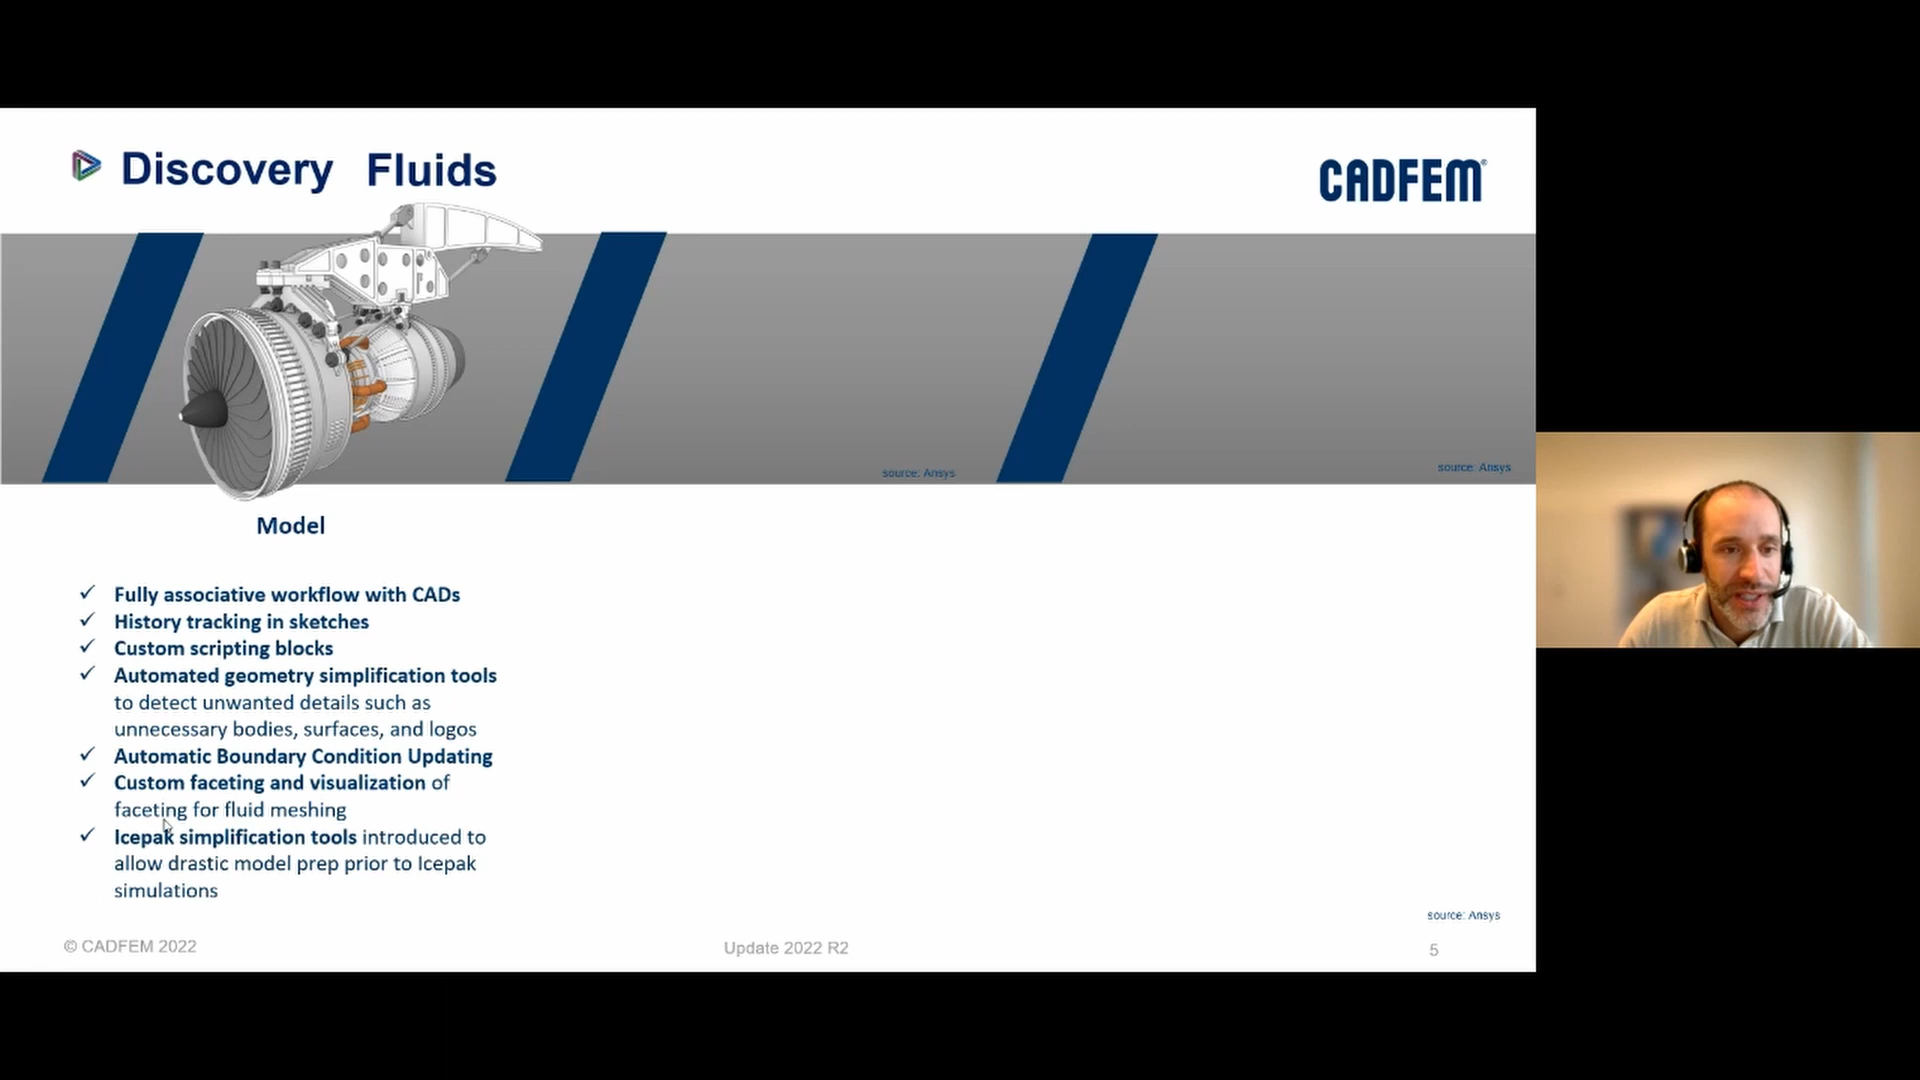 Discovery Fluids
CADFEM®
source: Ansys
source: Ansys
Model
✓ Fully associative workflow with CADs
✓ History tracking in sketches
✓ Custom scripting blocks
✓ Automated geometry simplification tools
to detect unwanted details such as
unnecessary bodies, surfaces, and logos
✓ Automatic Boundary Condition Updating
✓ Custom faceting and visualization of
faceting for fluid meshing
✓ Icepak simplification tools introduced to
allow drastic model prep prior to Icepak
simulations
source: Ansys
© CADFEM 2022
Update 2022 R2
5